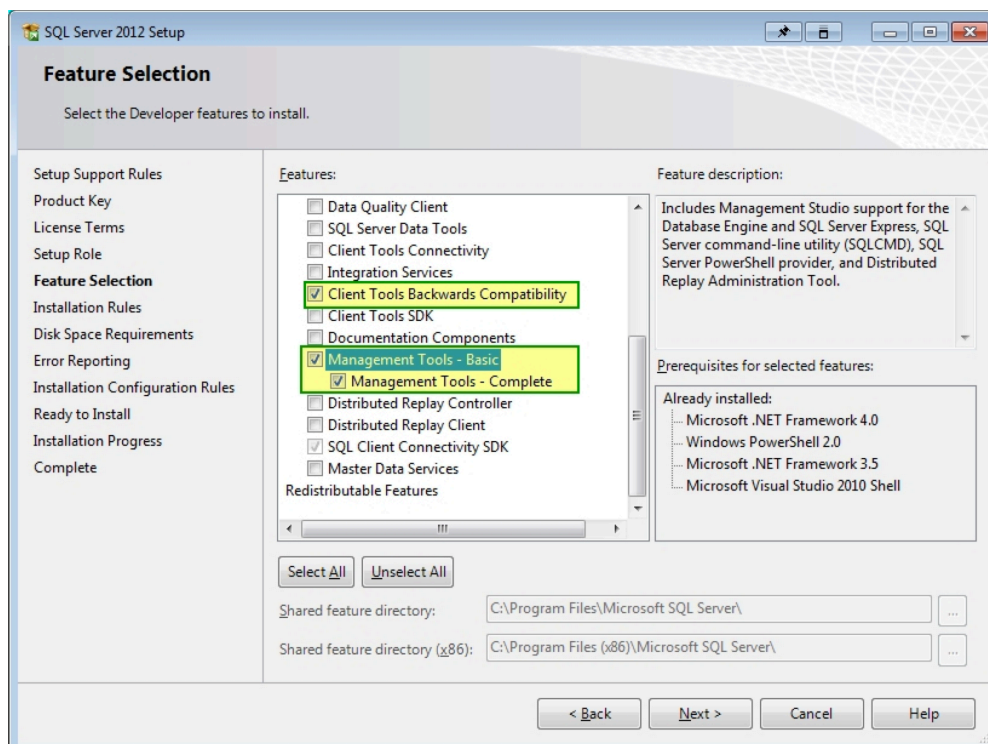 SQL Server 2012 Setup
Feature Selection
Select the Developer features to install.
Setup Support Rules
Product Key
License Terms
Setup Role
Feature Selection
Installation Rules
Disk Space Requirements
Error Reporting
Installation Configuration Rules
Ready to Install
Installation Progress
Complete
Features:
Data Quality Client
SQL Server Data Tools
Client Tools Connectivity
Integration Services
Client Tools Backwards Compatibility
Client Tools SDK
Documentation Components
Management Tools - Basic
Management Tools - Complete
Distributed Replay Controller
Distributed Replay Client
SQL Client Connectivity SDK
Master Data Services
Redistributable Features
Feature description:
Includes Management Studio support for the
Database Engine and SQL Server Express, SQL
Server command-line utility (SQLCMD), SQL
Server PowerShell provider, and Distributed
Replay Administration Tool.
Prerequisites for selected features:
Already installed:
Microsoft .NET Framework 4.0
Windows PowerShell 2.0
Microsoft .NET Framework 3.5
Microsoft Visual Studio 2010 Shell
Select All
Unselect All
Shared feature directory:
C:\Program Files\Microsoft SQL Server\
...
Shared feature directory (x86):
C:\Program Files (x86)\Microsoft SQL Server\
...
< Back
Next >
Cancel
Help